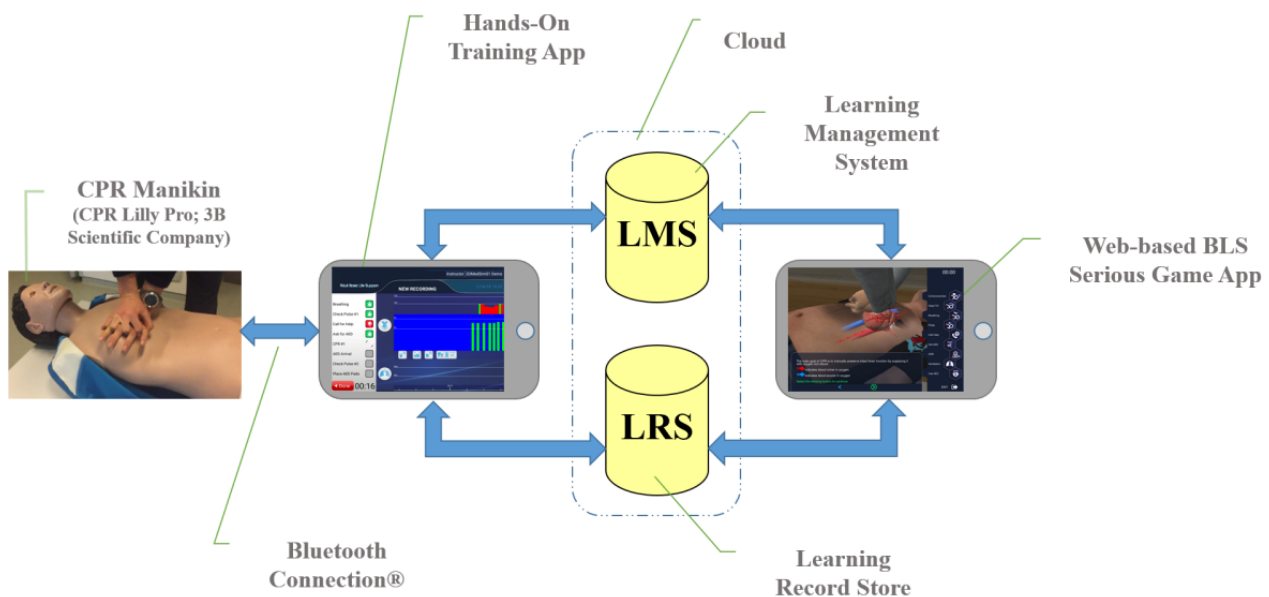 Hands-On
Training App
Cloud
Learning
Management
System
CPR Manikin
(CPR Lilly Pro; 3B
Scientific Company)
LMS
Web-based BLS
Serious Game App
NEW RECORDING
Breathing
Check Pulse #1
Call for Help
Ask for AED
CPR #1
AED Arrival
Check Pulse #2
Place AED Pads
Done
00:16
00:00
LRS
Bluetooth
Connection®
Learning
Record Store